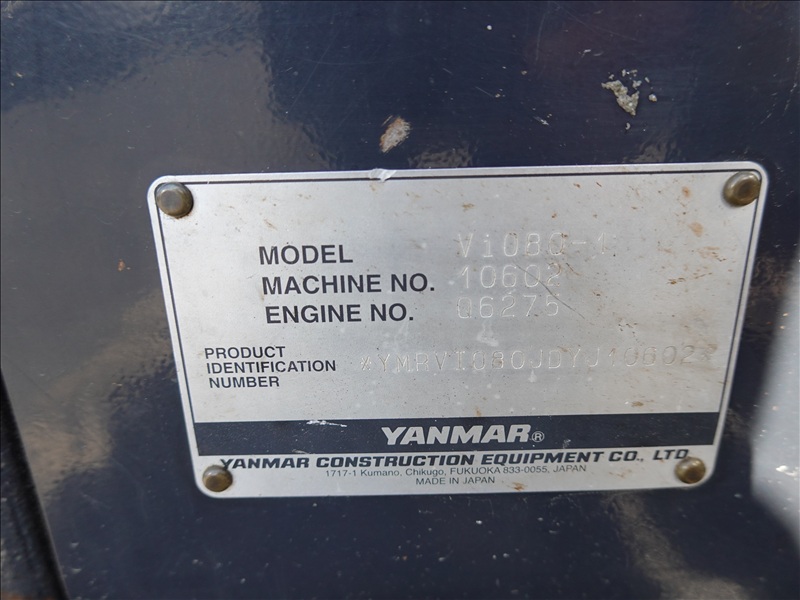 MODEL ViO80-1
MACHINE NO. 10602
ENGINE NO. 06275
PRODUCT
IDENTIFICATION
NUMBER
*YMRVIO80JDYJ10602*
YANMAR®
YANMAR CONSTRUCTION EQUIPMENT CO., LTD.
1717-1 Kumano, Chikugo, FUKUOKA 833-0055, JAPAN
MADE IN JAPAN